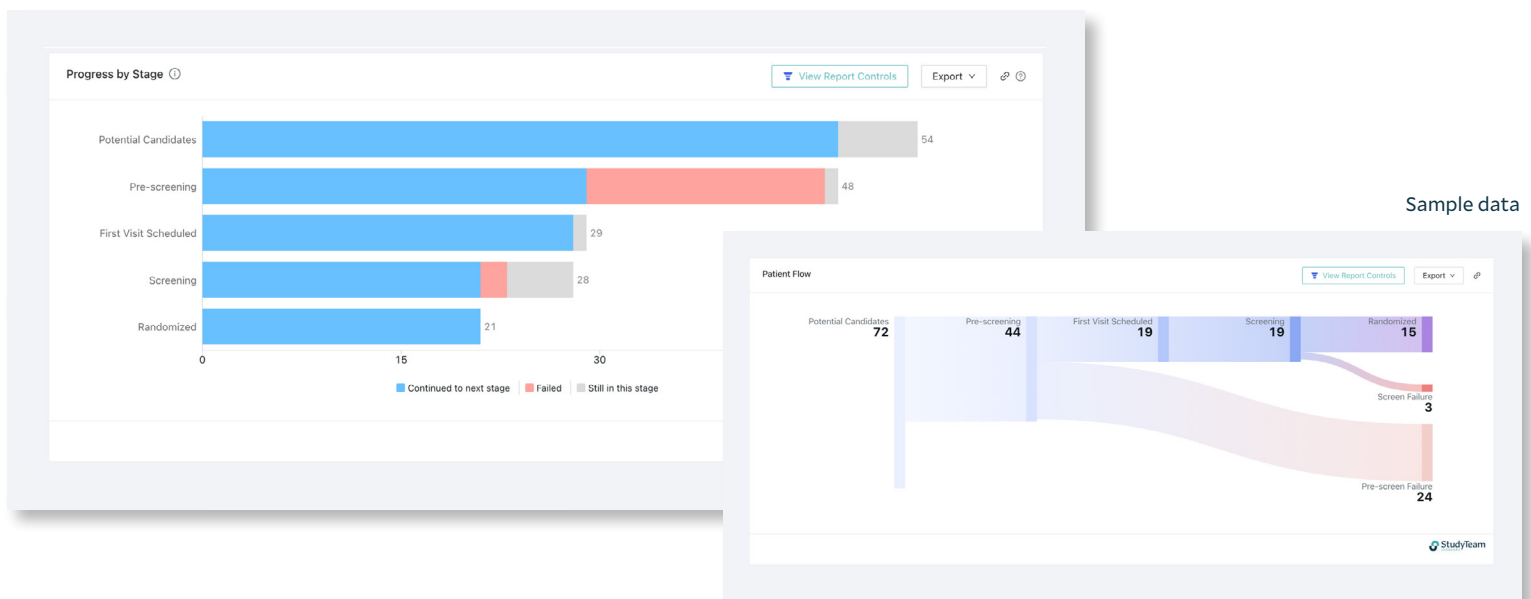 Progress by Stage
View Report Controls
Export
Potential Candidates
54
Pre-screening
48
First Visit Scheduled
29
Screening
28
Randomized
21
0
15
30
Continued to next stage
Failed
Still in this stage
Sample data
Patient Flow
View Report Controls
Export
Potential Candidates
72
Pre-screening
44
First Visit Scheduled
19
Screening
19
Randomized
15
Screen Failure
3
Pre-screen Failure
24
StudyTeam